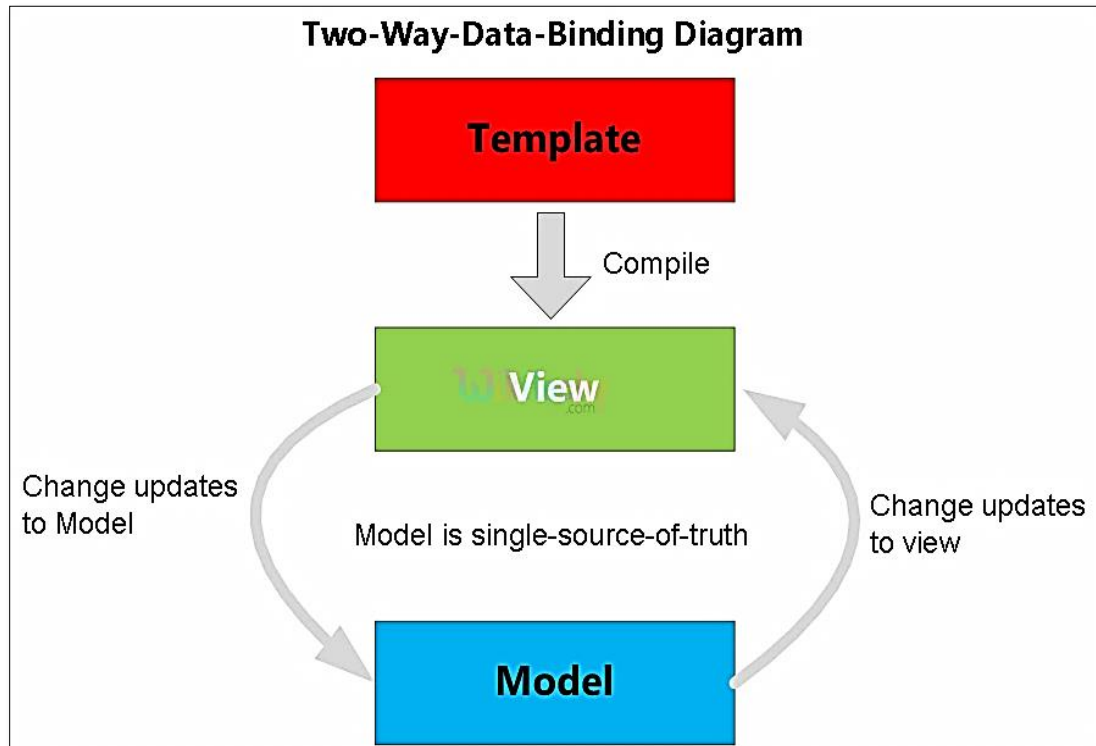 Two-Way-Data-Binding Diagram
Template
Compile
View
.com
Change updates
to Model
Model is single-source-of-truth
Change updates
to view
Model